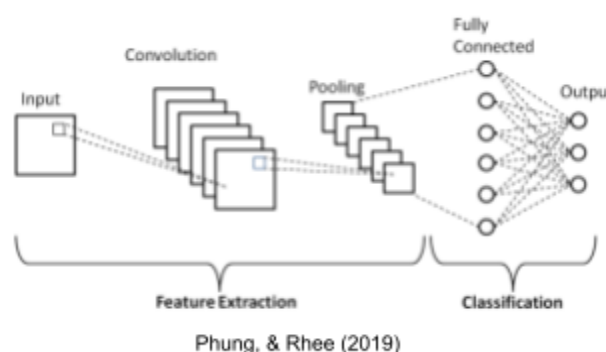 Fully
Connected
Convolution
Pooling
Input
Output
Feature Extraction
Classification
Phung, & Rhee (2019)